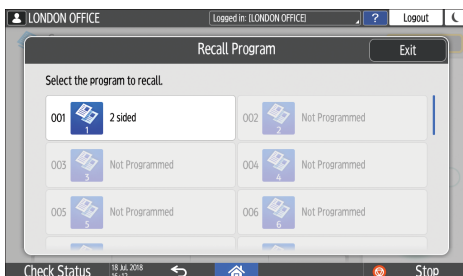 LONDON OFFICE
Logged in: [LONDON OFFICE]
?
Logout
Recall Program
Exit
Select the program to recall.
001 1 2 sided
002 2 Not Programmed
003 3 Not Programmed
004 4 Not Programmed
005 5 Not Programmed
006 6 Not Programmed
Check Status
18 Jul, 2018
Stop